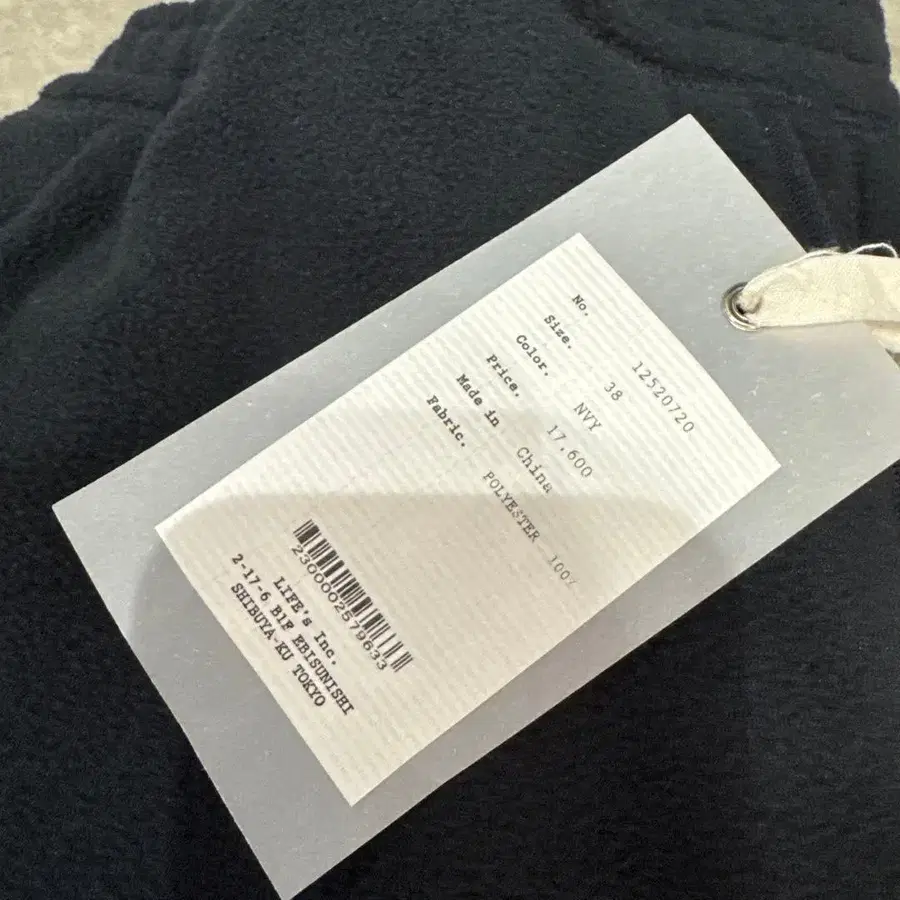 No. 12520720
Size. 38
Color. NVY
Price. 17,600
Made in China
Fabric. POLYESTER 100%
2300002579633
LIFE's Inc.
2-17-6 B1F EBISUNISHI
SHIBUYA-KU TOKYO